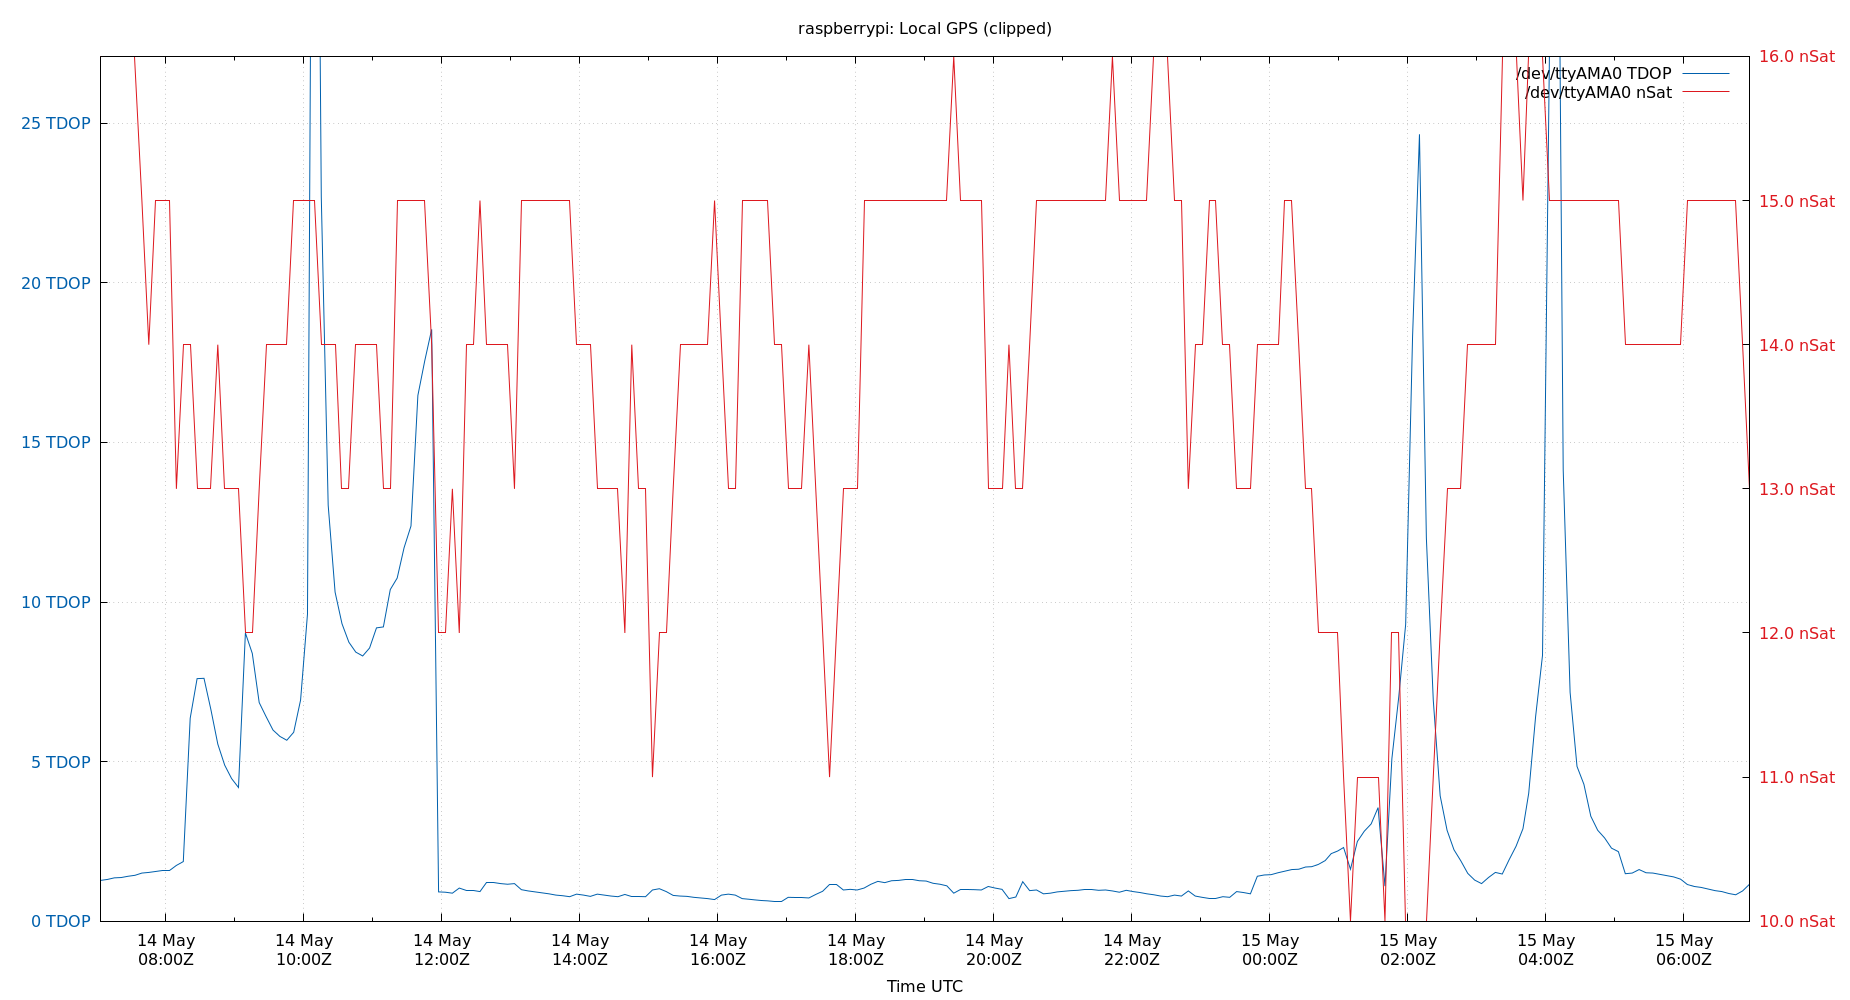 raspberrypi: Local GPS (clipped)
16.0 nSat
/dev/ttyAMA0 TDOP
/dev/ttyAMA0 nSat
25 TDOP
15.0 nSat
20 TDOP
14.0 nSat
15 TDOP
13.0 nSat
10 TDOP
12.0 nSat
5 TDOP
11.0 nSat
0 TDOP
10.0 nSat
14 May
08:00Z
14 May
10:00Z
14 May
12:00Z
14 May
14:00Z
14 May
16:00Z
14 May
18:00Z
14 May
20:00Z
14 May
22:00Z
15 May
00:00Z
15 May
02:00Z
15 May
04:00Z
15 May
06:00Z
Time UTC